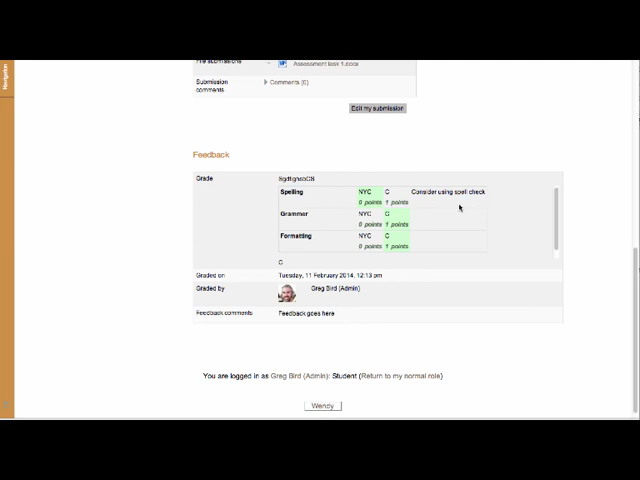 Navigation
File submissions
Assessment task 1.docx
Submission comments
Comments (0)
Edit my submission
Feedback
Grade
Spelling
NYC
0 points
C
1 points
Consider using spell check
Grammer
NYC
0 points
C
1 points
Formatting
NYC
0 points
C
1 points
C
Graded on
Tuesday, 11 February 2014, 12:13 pm
Graded by
Greg Bird (Admin)
Feedback comments
Feedback goes here
You are logged in as Greg Bird (Admin): Student (Return to my normal role)
Wendy